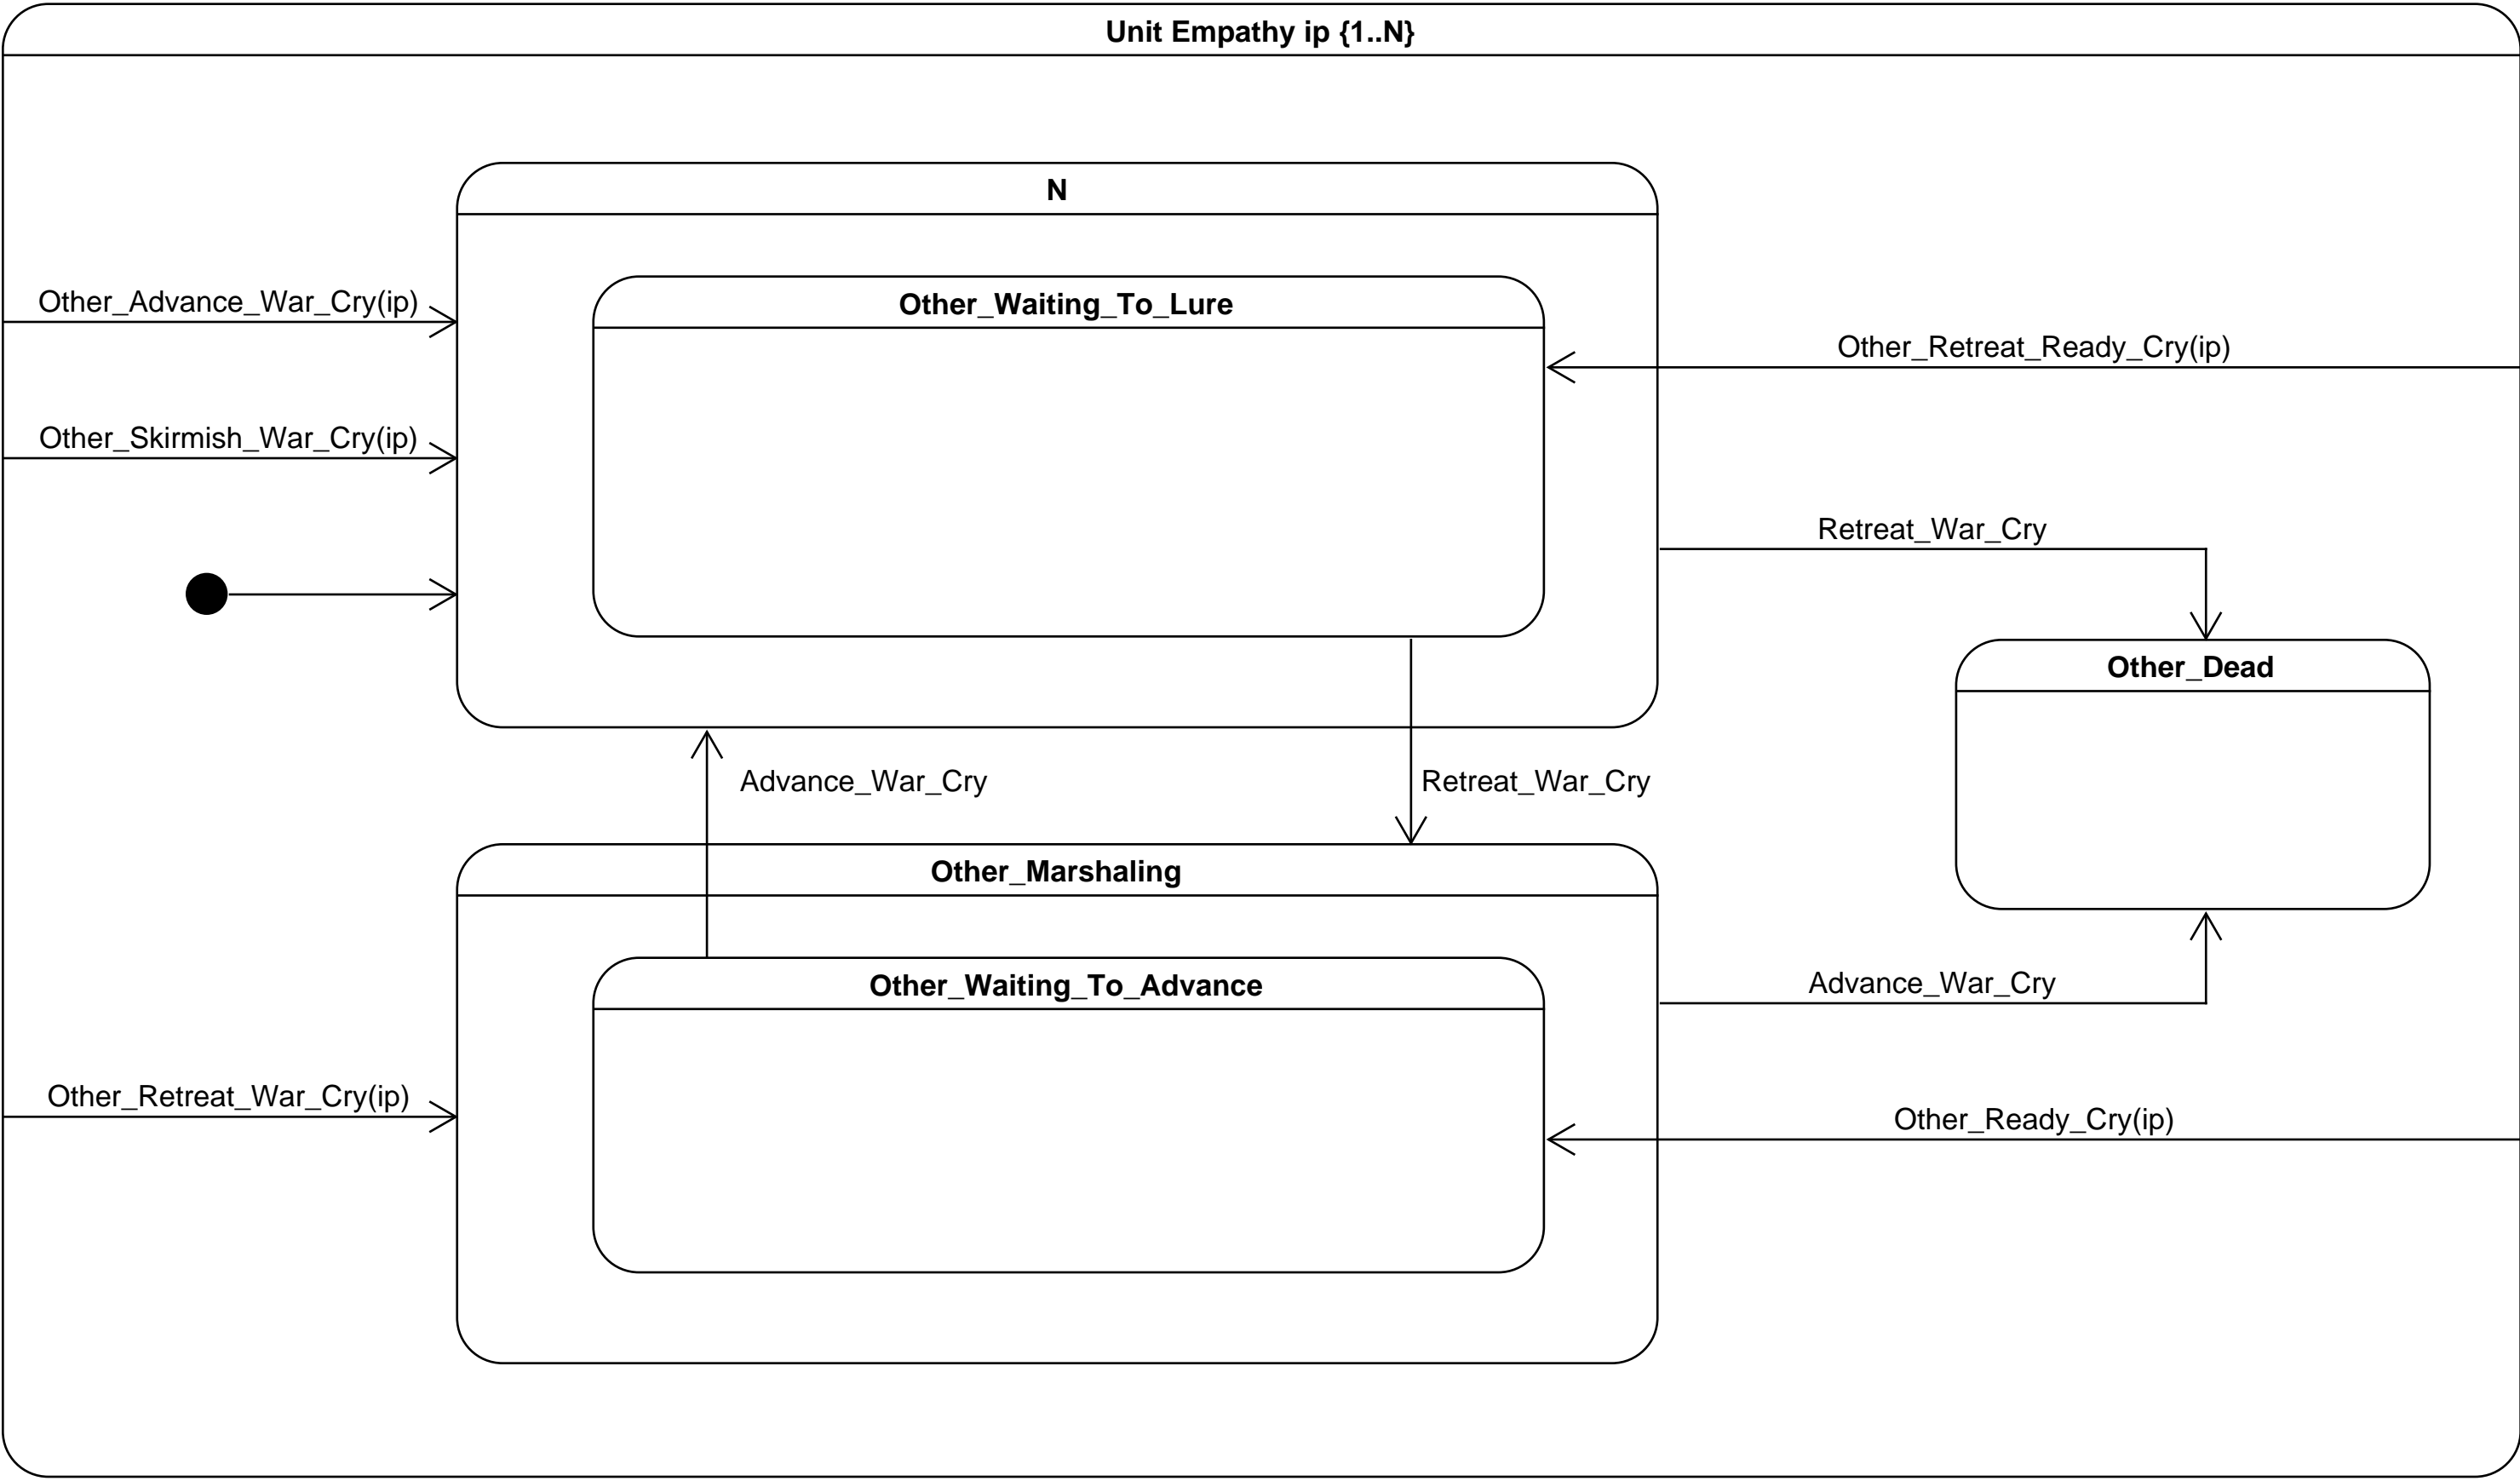 Unit Empathy ip {1..N}
N
Other_Advance_War_Cry(ip)
Other_Waiting_To_Lure
Other_Retreat_Ready_Cry(ip)
Other_Skirmish_War_Cry(ip)
Retreat_War_Cry
Other_Dead
Advance_War_Cry
Retreat_War_Cry
Other_Marshaling
Other_Waiting_To_Advance
Advance_War_Cry
Other_Retreat_War_Cry(ip)
Other_Ready_Cry(ip)